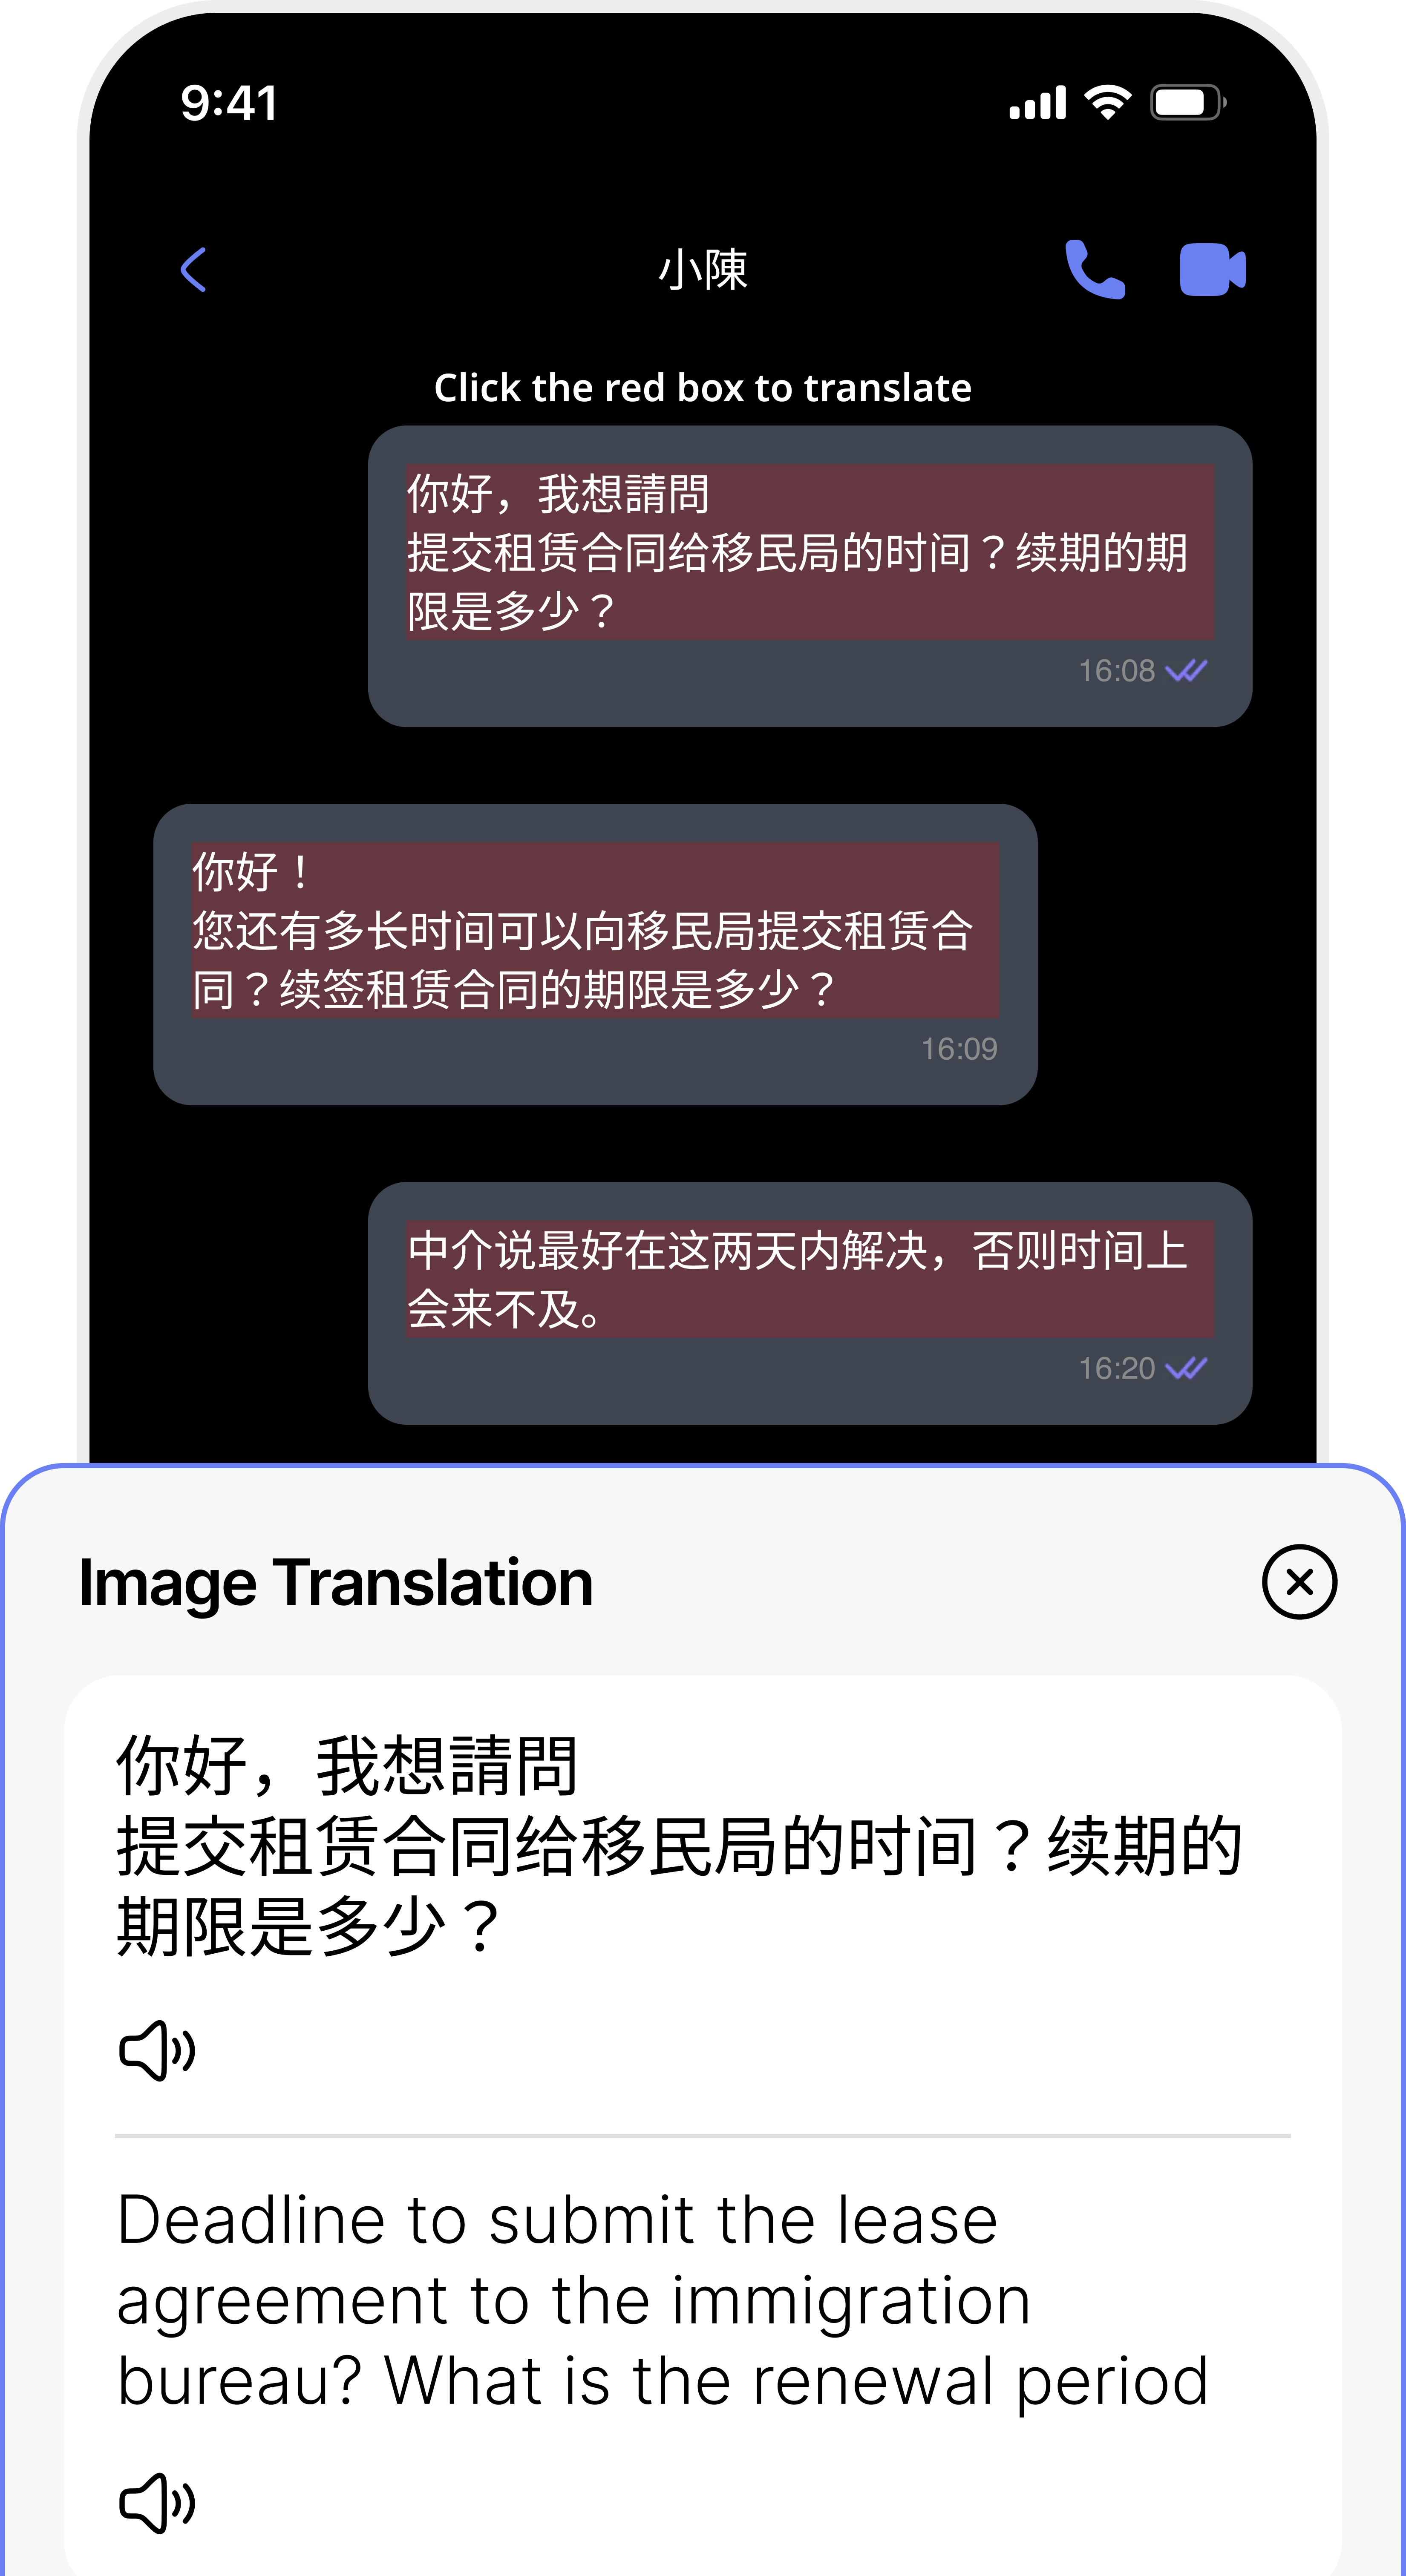 9:41
小陳
Click the red box to translate
你好，我想請問
提交租赁合同给移民局的时间？续期的期
限是多少？
16:08
你好！
您还有多长时间可以向移民局提交租赁合
同？续签租赁合同的期限是多少？
16:09
中介说最好在这两天内解决，否则时间上
会来不及。
16:20
Image Translation
你好，我想請問
提交租赁合同给移民局的时间？续期的
期限是多少？
Deadline to submit the lease
agreement to the immigration
bureau? What is the renewal period